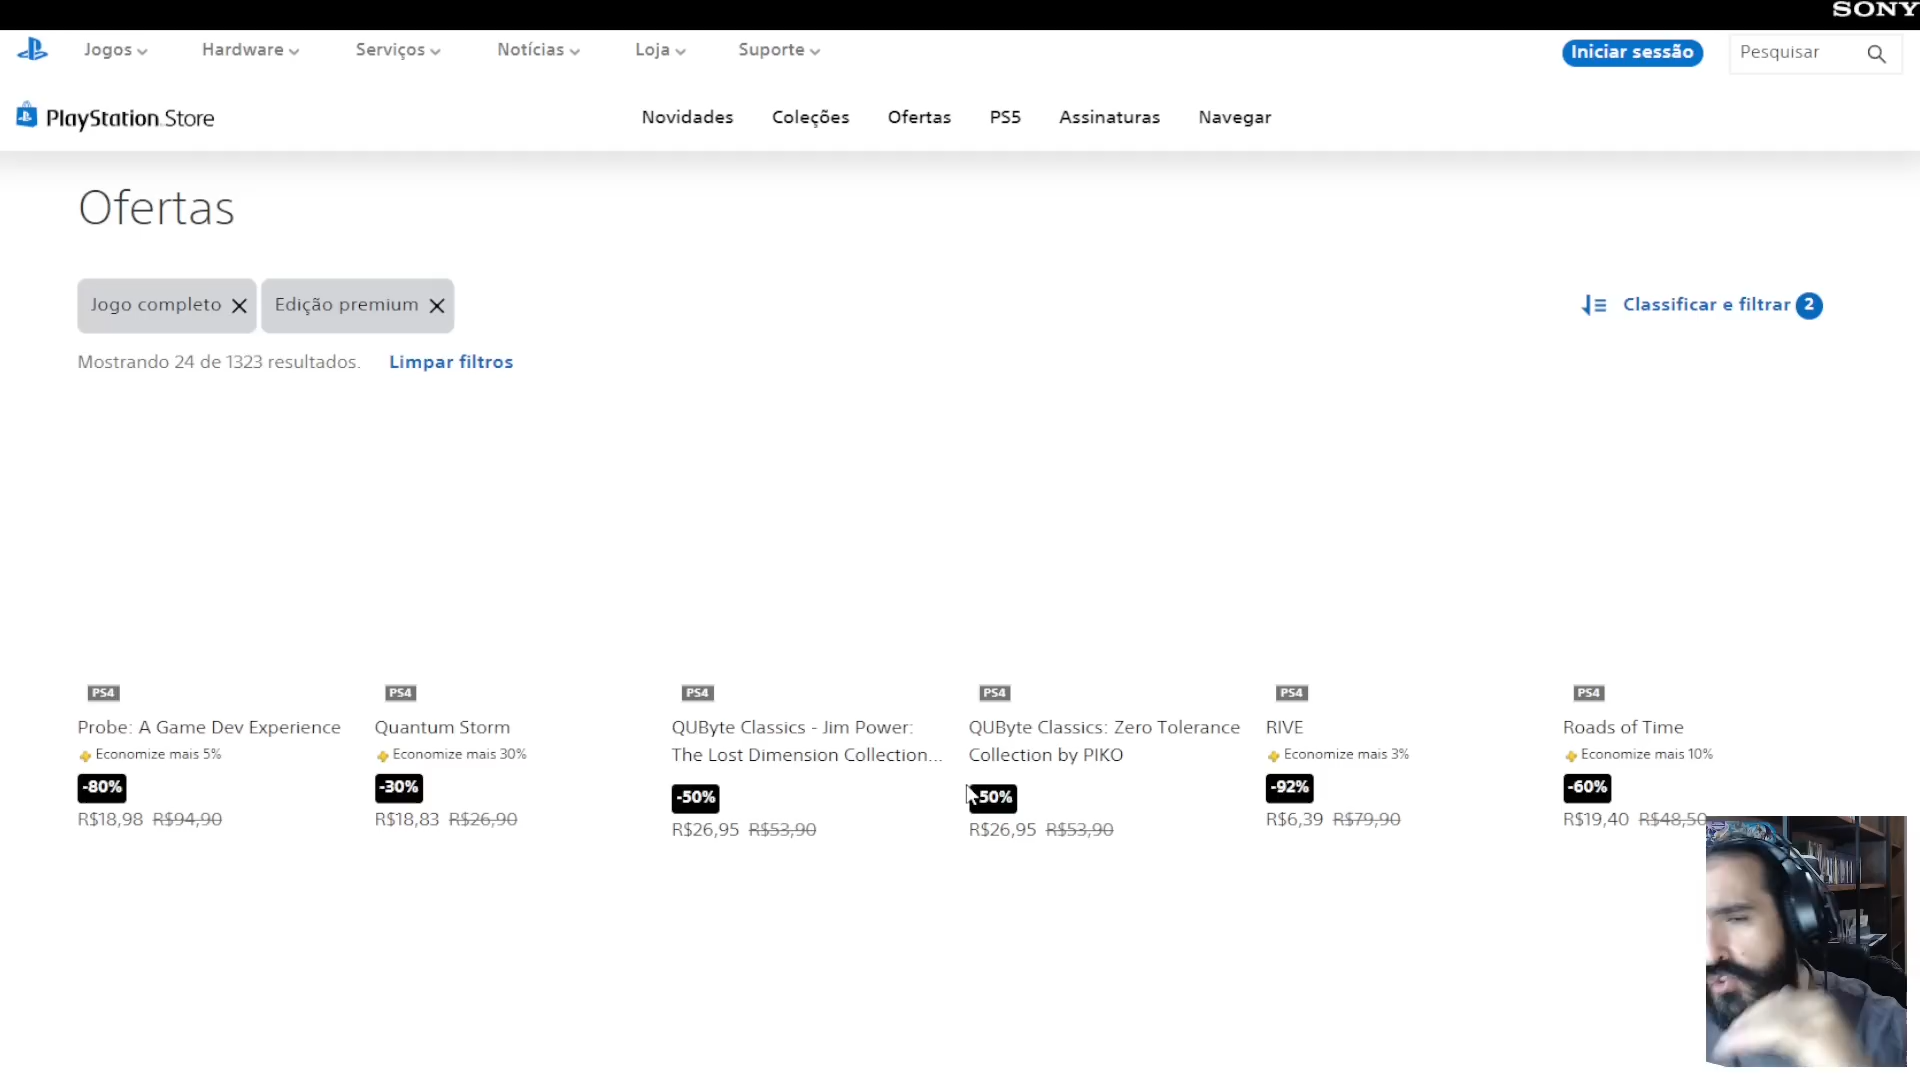 SONY
Jogos
Hardware
Serviços
Notícias
Loja
Suporte
Iniciar sessão
Pesquisar
PlayStation Store
Novidades
Coleções
Ofertas
PS5
Assinaturas
Navegar
Ofertas
Jogo completo
Edição premium
Classificar e filtrar 2
Mostrando 24 de 1323 resultados.
Limpar filtros
PS4
Probe: A Game Dev Experience
Economize mais 5%
-80%
R$18,98 R$94,90
PS4
Quantum Storm
Economize mais 30%
-30%
R$18,83 R$26,90
PS4
QUByte Classics - Jim Power:
The Lost Dimension Collection...
-50%
R$26,95 R$53,90
PS4
QUByte Classics: Zero Tolerance
Collection by PIKO
-50%
R$26,95 R$53,90
PS4
RIVE
Economize mais 3%
-92%
R$6,39 R$79,90
PS4
Roads of Time
Economize mais 10%
-60%
R$19,40 R$48,50